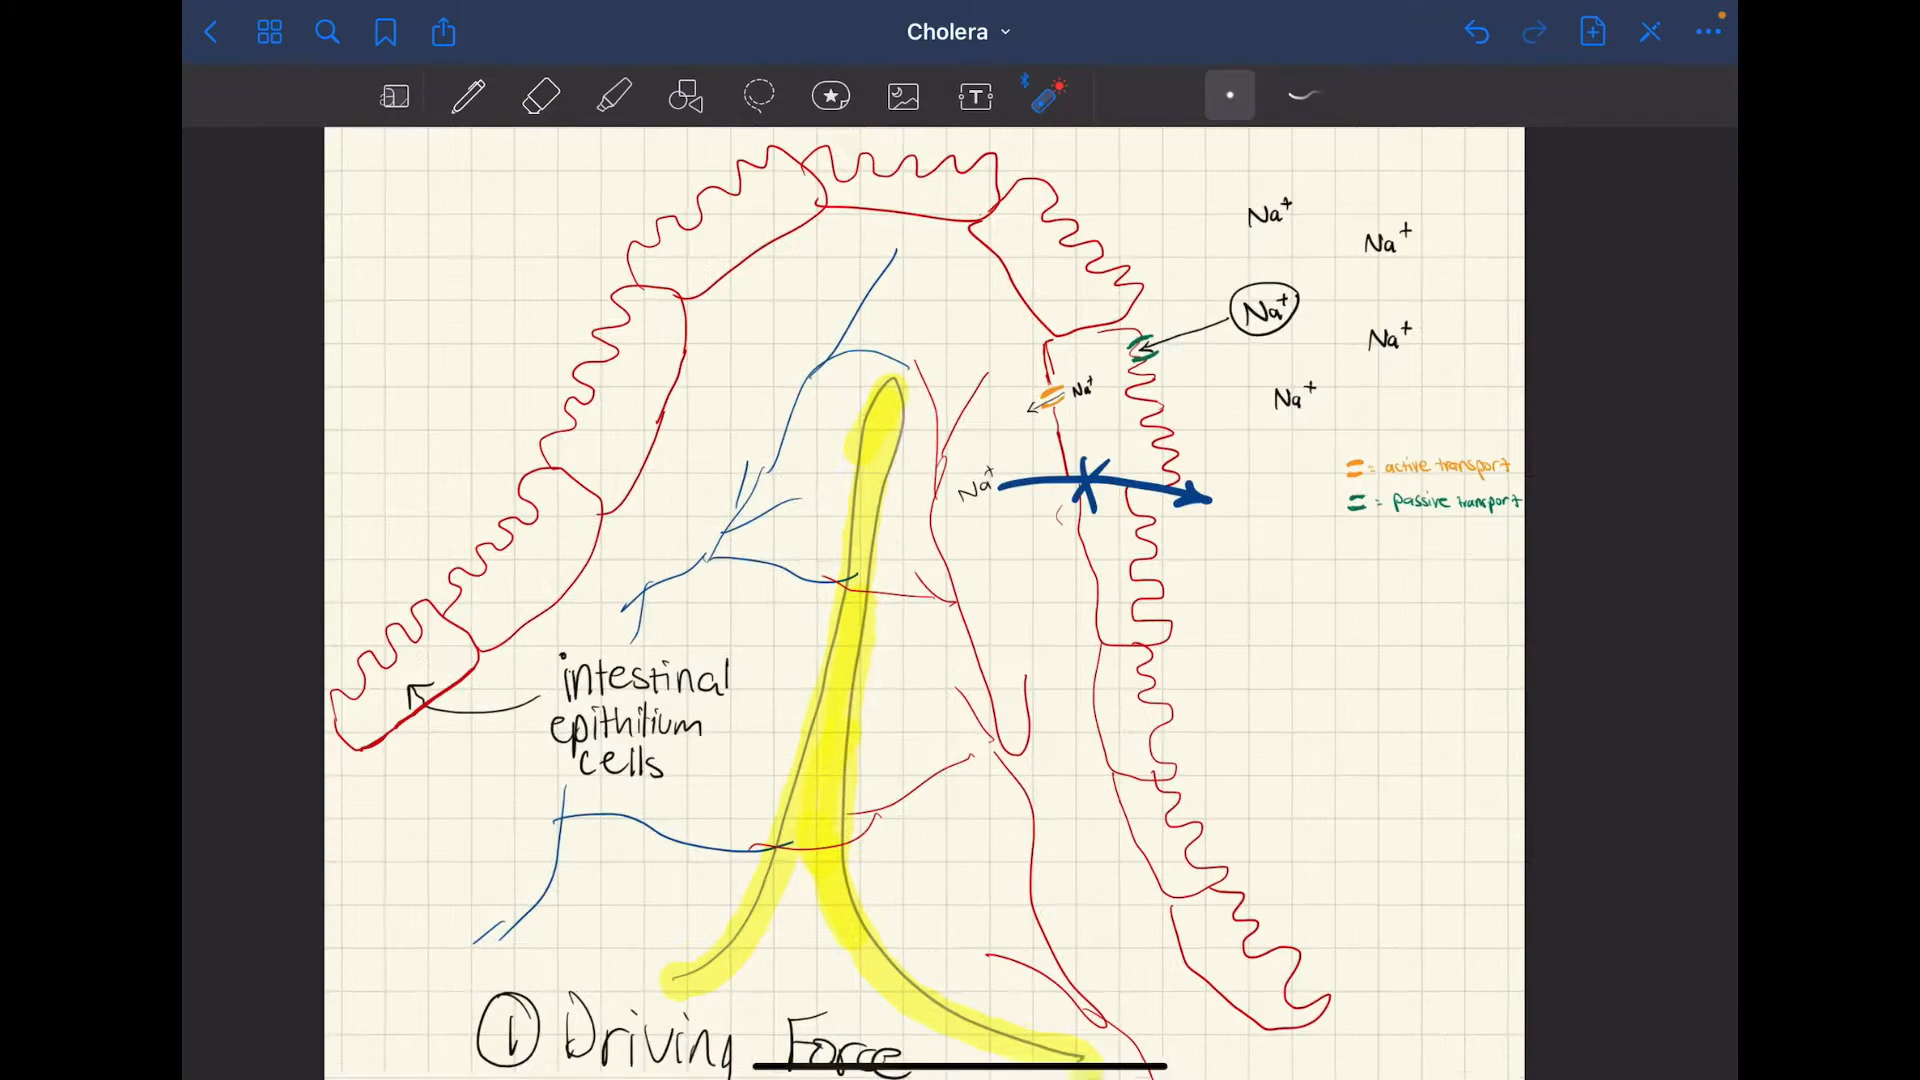 Cholera
Na+
Na+
Na+
Na+
Na+
Na+
Na+
= active transport
= passive transport
intestinal
epithilium
cells
① Driving Force